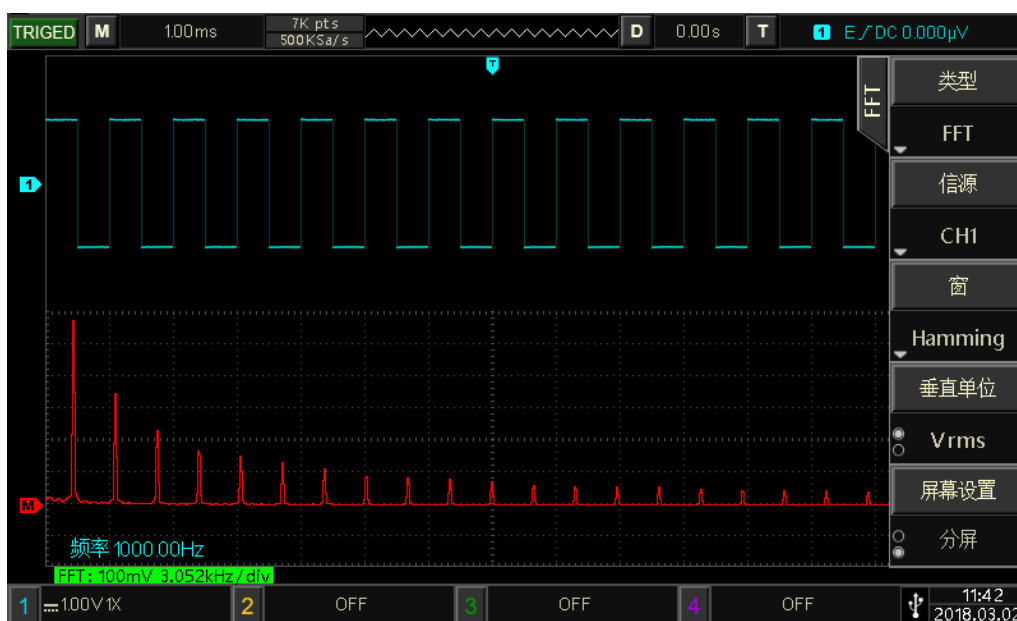 TRIGED M 1.00ms 7K pts D 0.00s T 1 E DC 0.000μV
500KSa/s
T
FFT
类型
FFT
1
信源
CH1
窗
Hamming
垂直单位
Vrms
M
屏幕设置
频率 1000.00Hz
分屏
FFT: 100mV 3.052kHz/div
1 1.00V 1X 2 OFF 3 OFF 4 OFF 11:42
2018.03.02